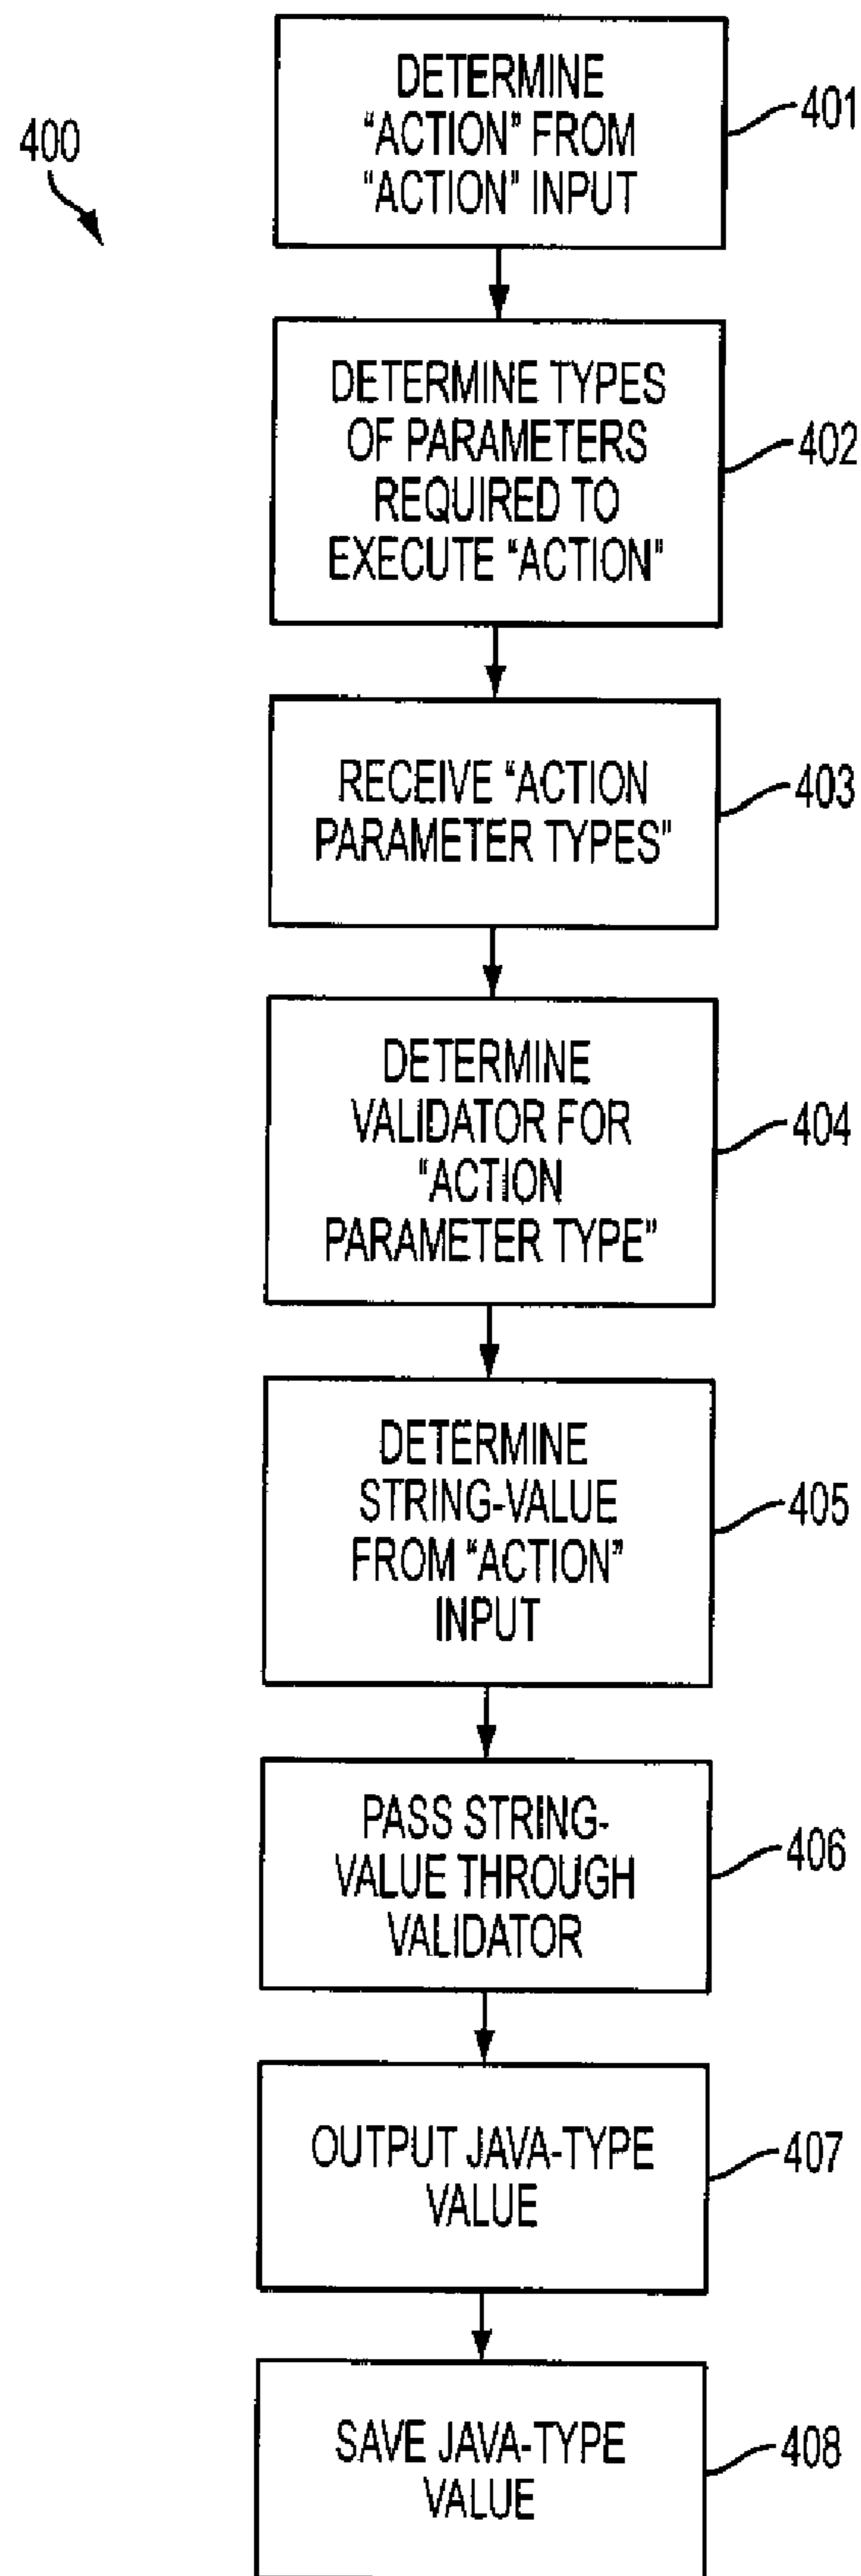 400
DETERMINE
“ACTION” FROM
“ACTION” INPUT
401
DETERMINE TYPES
OF PARAMETERS
REQUIRED TO
EXECUTE “ACTION”
402
RECEIVE “ACTION
PARAMETER TYPES”
403
DETERMINE
VALIDATOR FOR
“ACTION
PARAMETER TYPE”
404
DETERMINE
STRING-VALUE
FROM “ACTION”
INPUT
405
PASS STRING-
VALUE THROUGH
VALIDATOR
406
OUTPUT JAVA-TYPE
VALUE
407
SAVE JAVA-TYPE
VALUE
408